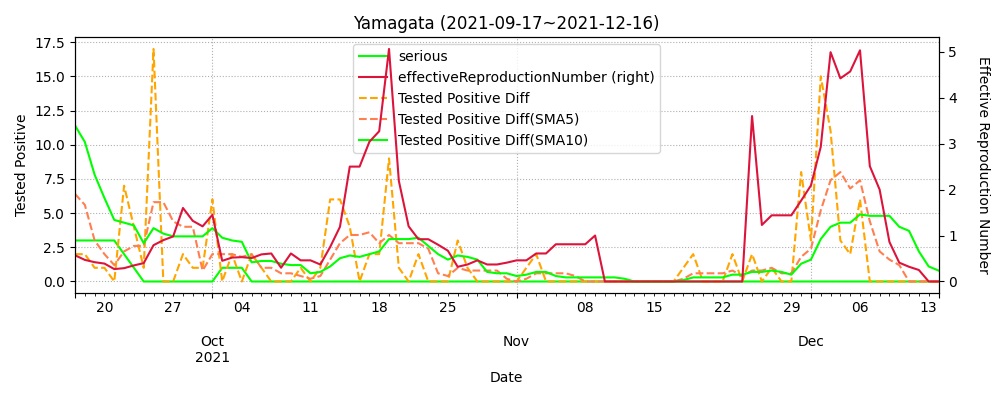 Yamagata (2021-09-17~2021-12-16)
serious
effectiveReproductionNumber (right)
Tested Positive Diff
Tested Positive Diff(SMA5)
Tested Positive Diff(SMA10)
Tested Positive
17.5
15.0
12.5
10.0
7.5
5.0
2.5
0.0
Effective Reproduction Number
5
4
3
2
1
0
20 27 04 11 18 25 08 15 22 29 06 13
Oct Nov Dec
2021
Date